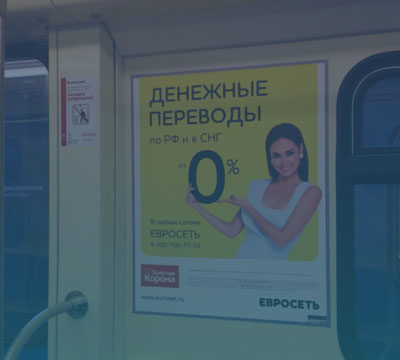 ДЕНЕЖНЫЕ
ПЕРЕВОДЫ
по РФ и в СНГ
от 0%
В любом салоне
ЕВРОСЕТЬ
8-800-700-77-10
Золотая
Корона
www.euroset.ru
ЕВРОСЕТЬ